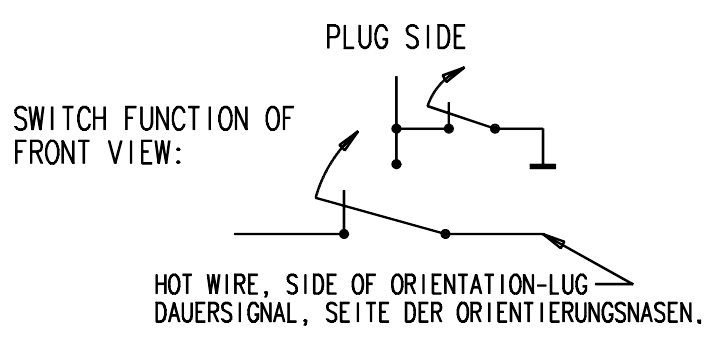 PLUG SIDE
SWITCH FUNCTION OF
FRONT VIEW:
HOT WIRE, SIDE OF ORIENTATION-LUG
DAUERSIGNAL, SEITE DER ORIENTIERUNGSNASEN.